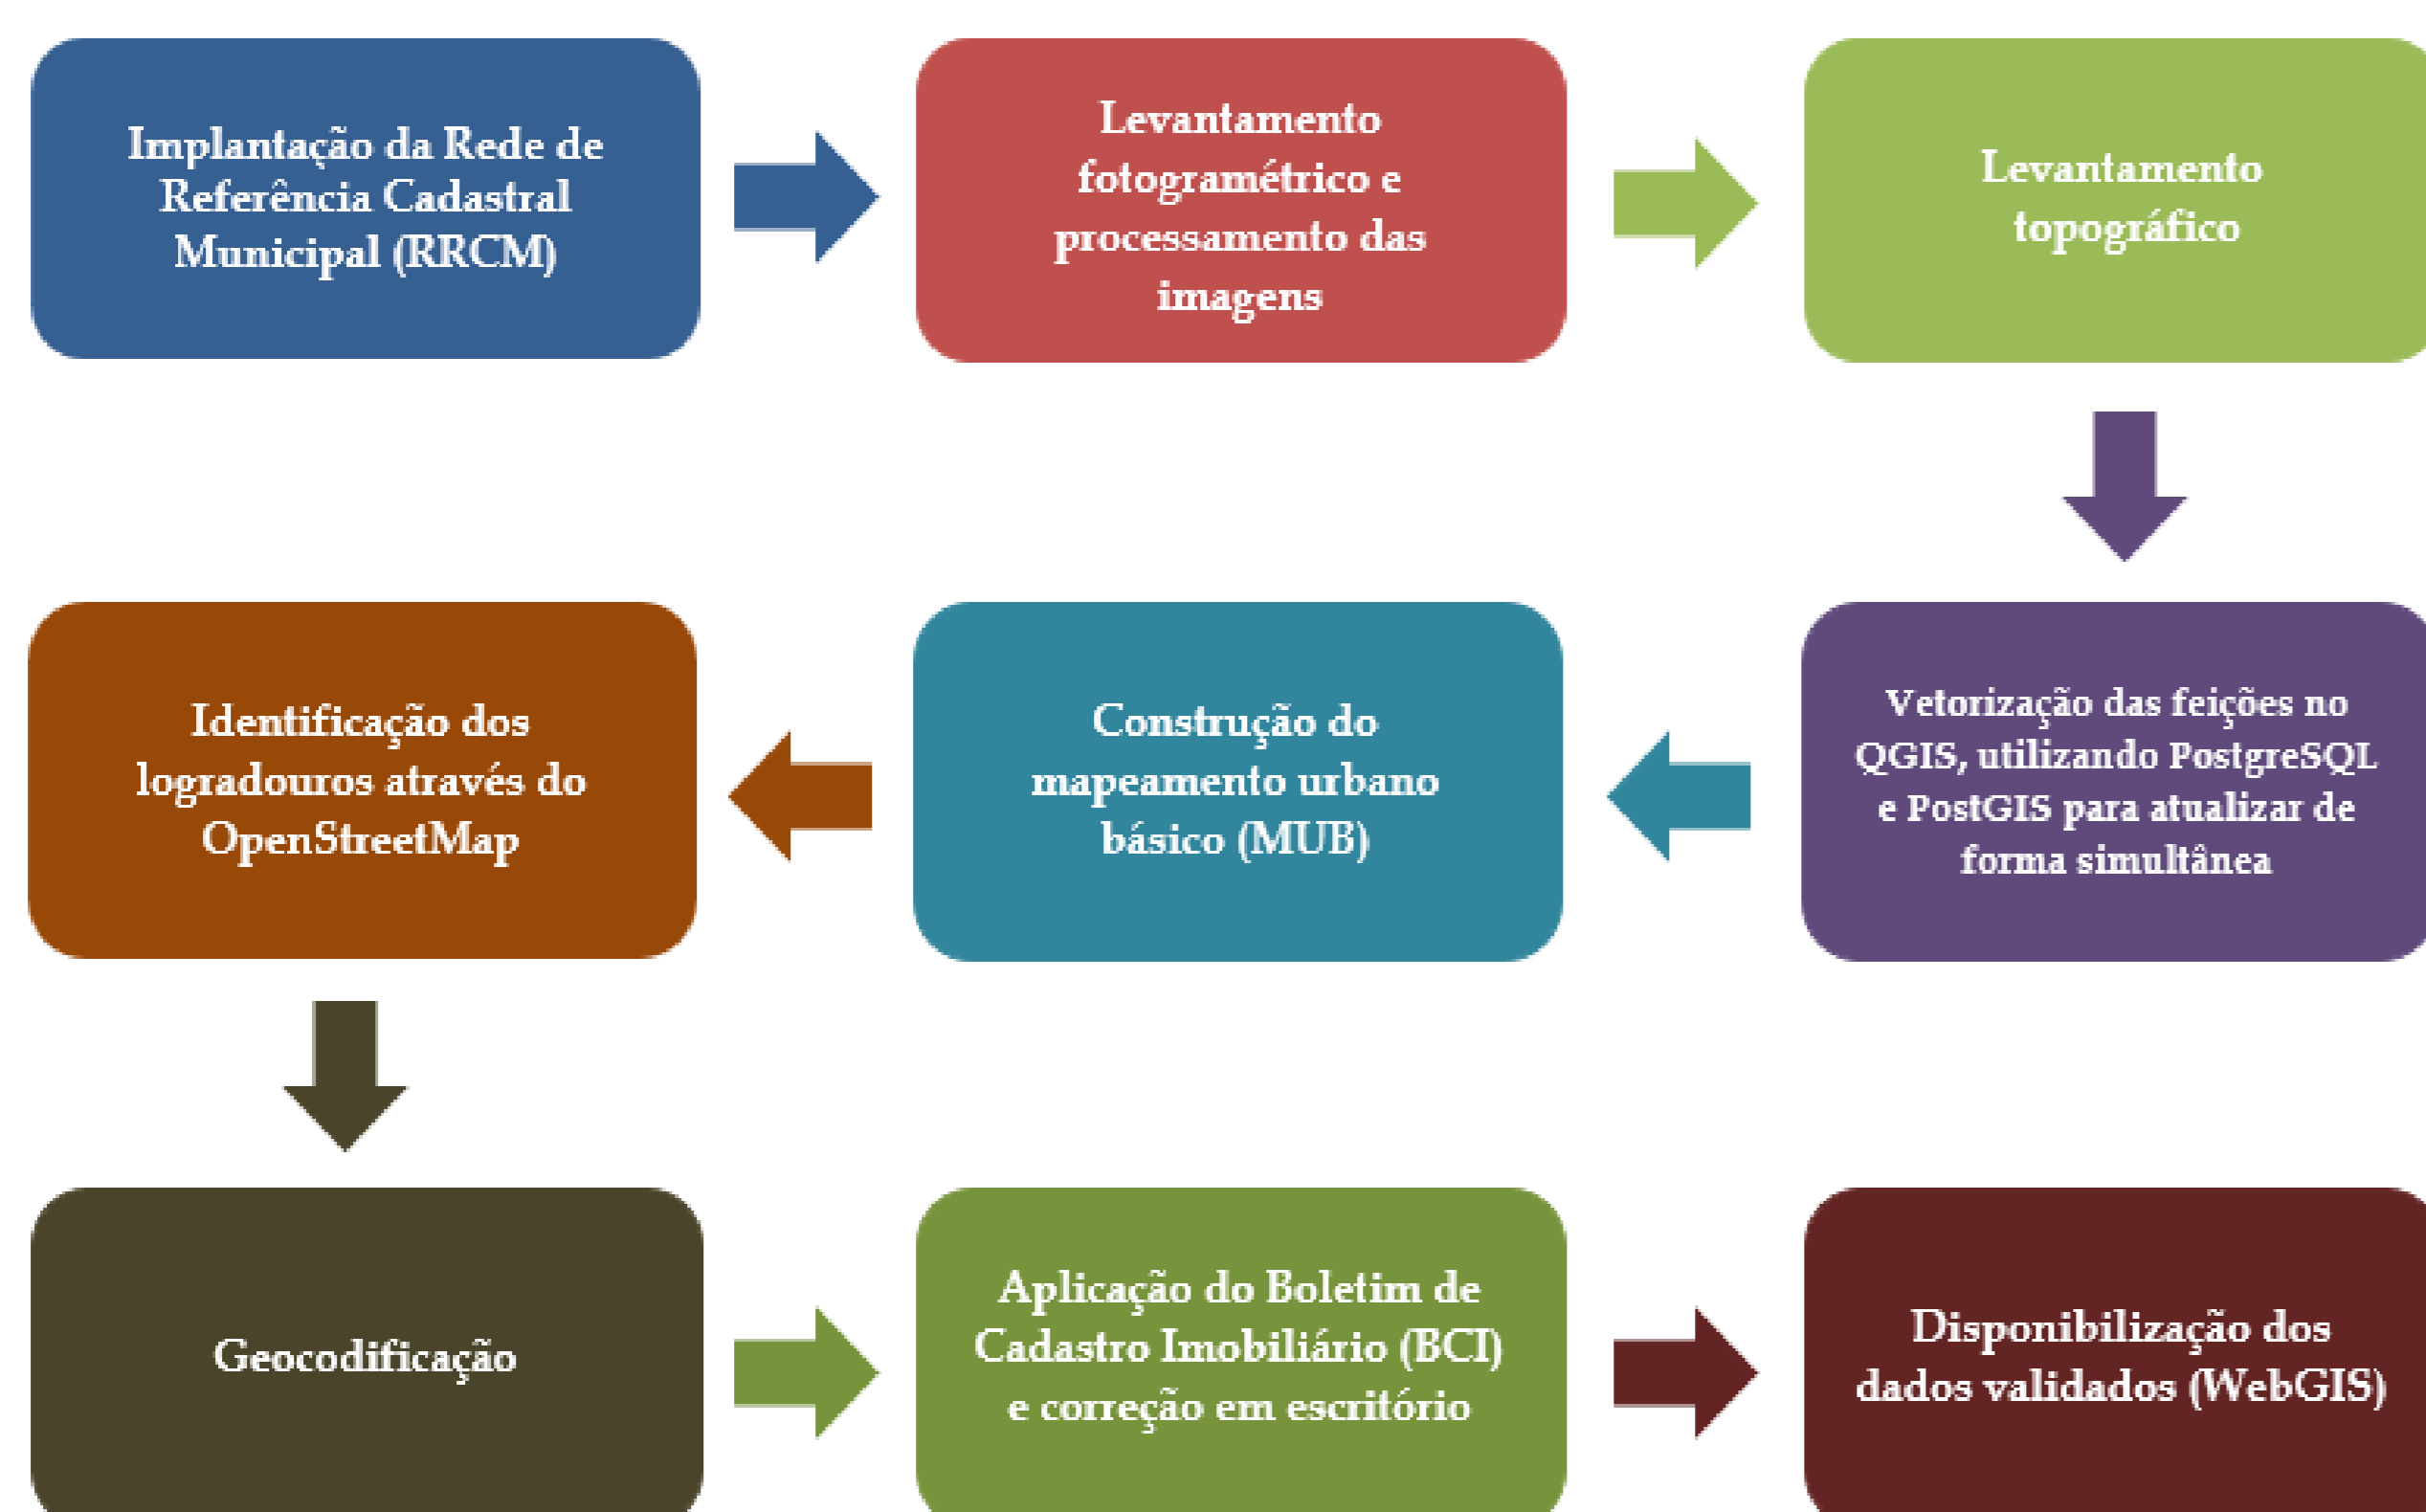 Implantação da Rede de
Referência Cadastral
Municipal (RRCM)
Levantamento
fotogramétrico e
processamento das
imagens
Levantamento
topográfico
Vetorização das feições no
QGIS, utilizando PostgreSQL
e PostGIS para atualizar de
forma simultânea
Construção do
mapeamento urbano
básico (MUB)
Identificação dos
logradouros através do
OpenStreetMap
Geocodificação
Aplicação do Boletim de
Cadastro Imobiliário (BCI)
e correção em escritório
Disponibilização dos
dados validados (WebGIS)